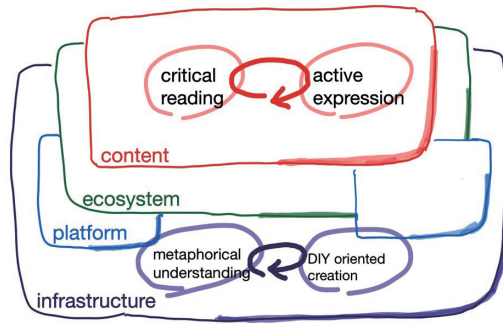 critical
reading
active
expression
content
ecosystem
platform
metaphorical
understanding
DIY oriented
creation
infrastructure